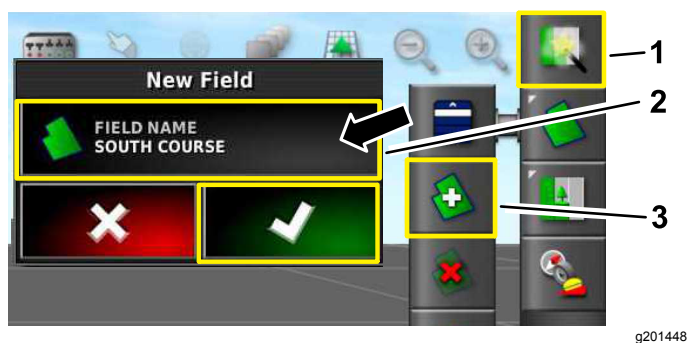 New Field
1
FIELD NAME
SOUTH COURSE
2
3
g201448